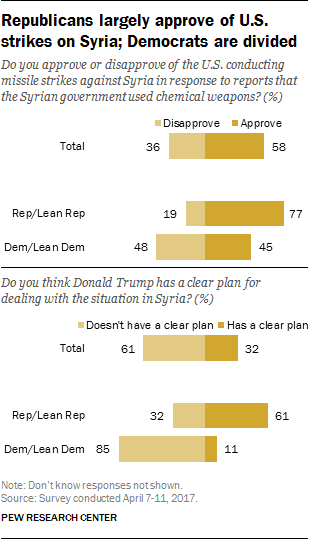 Republicans largely approve of U.S.
strikes on Syria; Democrats are divided
Do you approve or disapprove of the U.S. conducting
missile strikes against Syria in response to reports that
the Syrian government used chemical weapons? (%)
Disapprove Approve
Total 36 58
Rep/Lean Rep 19 77
Dem/Lean Dem 48 45
Do you think Donald Trump has a clear plan for
dealing with the situation in Syria? (%)
Doesn't have a clear plan Has a clear plan
Total 61 32
Rep/Lean Rep 32 61
Dem/Lean Dem 85 11
Note: Don't know responses not shown.
Source: Survey conducted April 7-11, 2017.
PEW RESEARCH CENTER